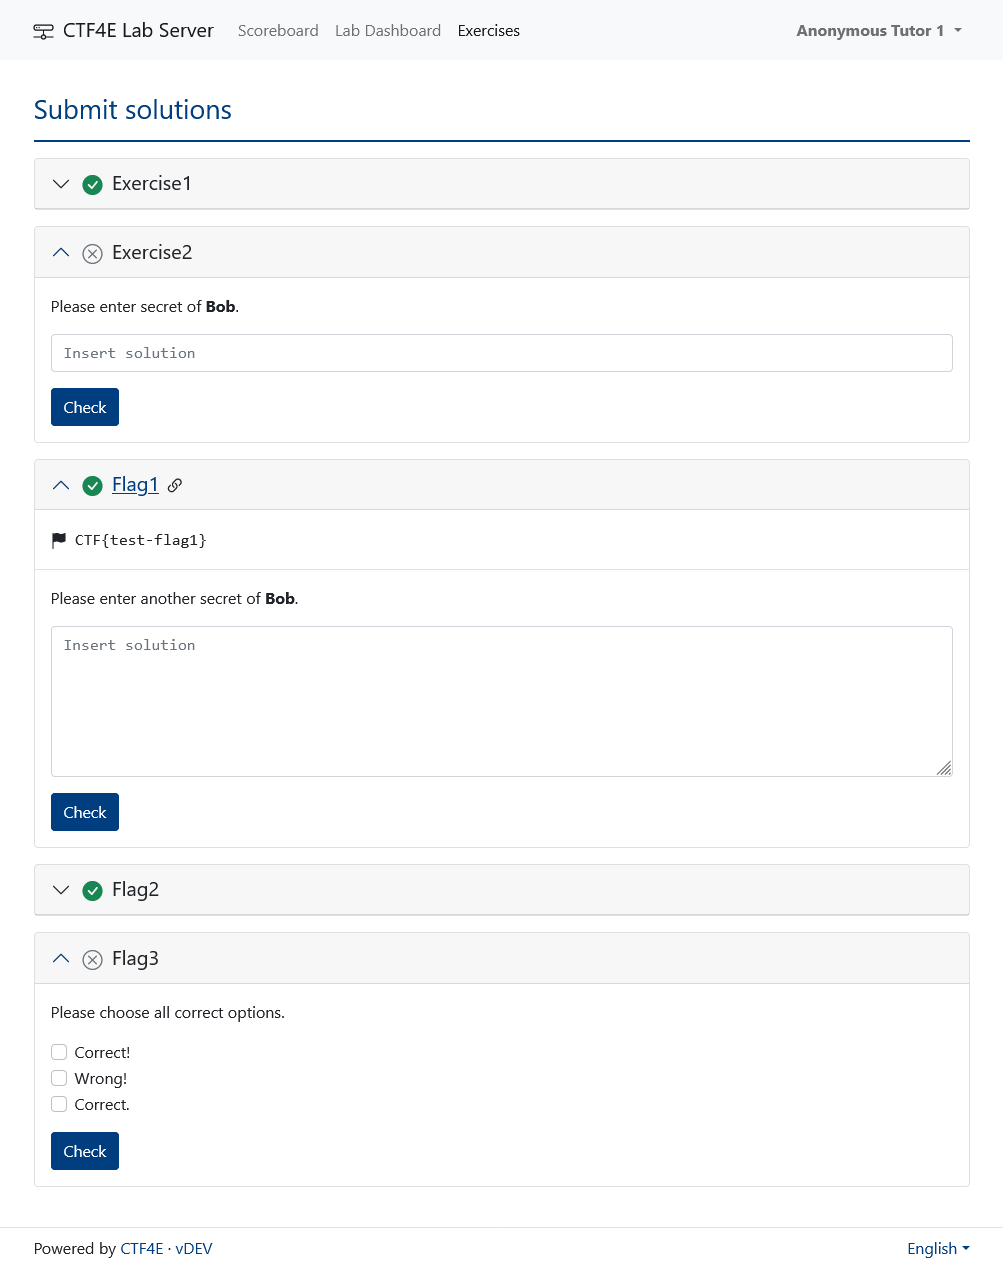 CTF4E Lab Server Scoreboard Lab Dashboard Exercises Anonymous Tutor 1
Submit solutions
Exercise1
Exercise2
Please enter secret of Bob.
Insert solution
Check
Flag1
CTF{test-flag1}
Please enter another secret of Bob.
Insert solution
Check
Flag2
Flag3
Please choose all correct options.
Correct!
Wrong!
Correct.
Check
Powered by CTF4E · vDEV English